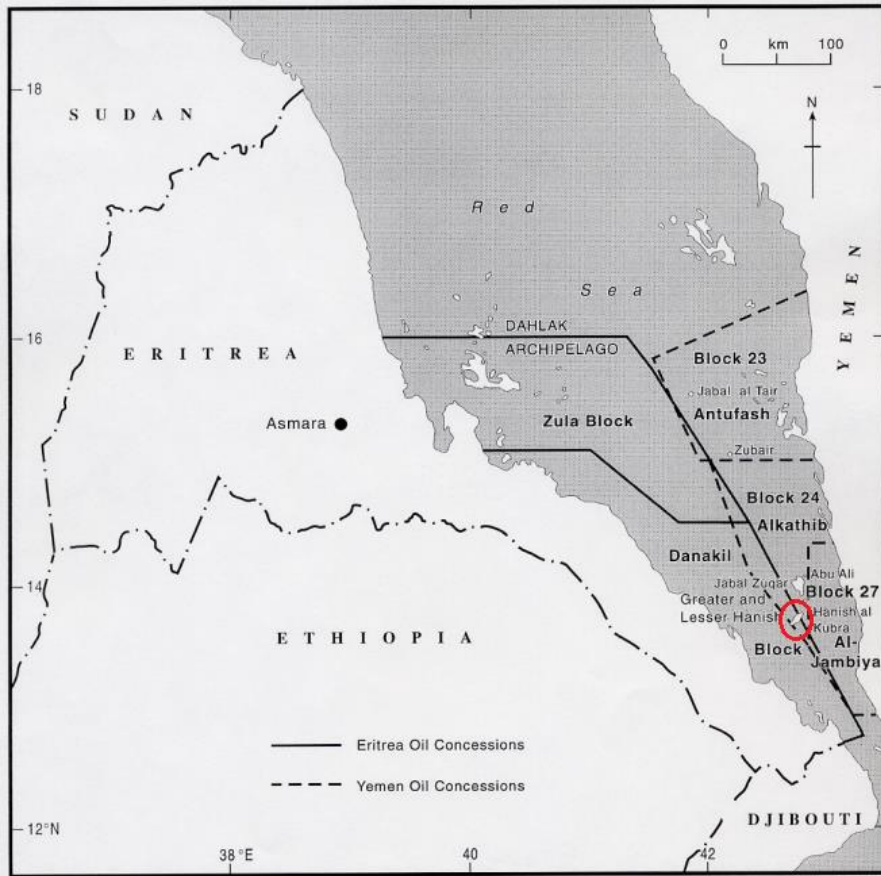 0 km 100
18
SUDAN
N
Red
Sea
YEMEN
16
DAHLAK
ARCHIPELAGO
ERITREA
Block 23
Jabal al Tair
Antufash
Asmara
Zula Block
Zubair
Block 24
Alkathib
Danakil
14
Jabal Zuqar
Abu Ali
Block 27
Greater and
Lesser Hanish
Hanish al
Kubra
ETHIOPIA
Block
Al-
Jambiya
Eritrea Oil Concessions
Yemen Oil Concessions
12°N
DJIBOUTI
38°E
40
42